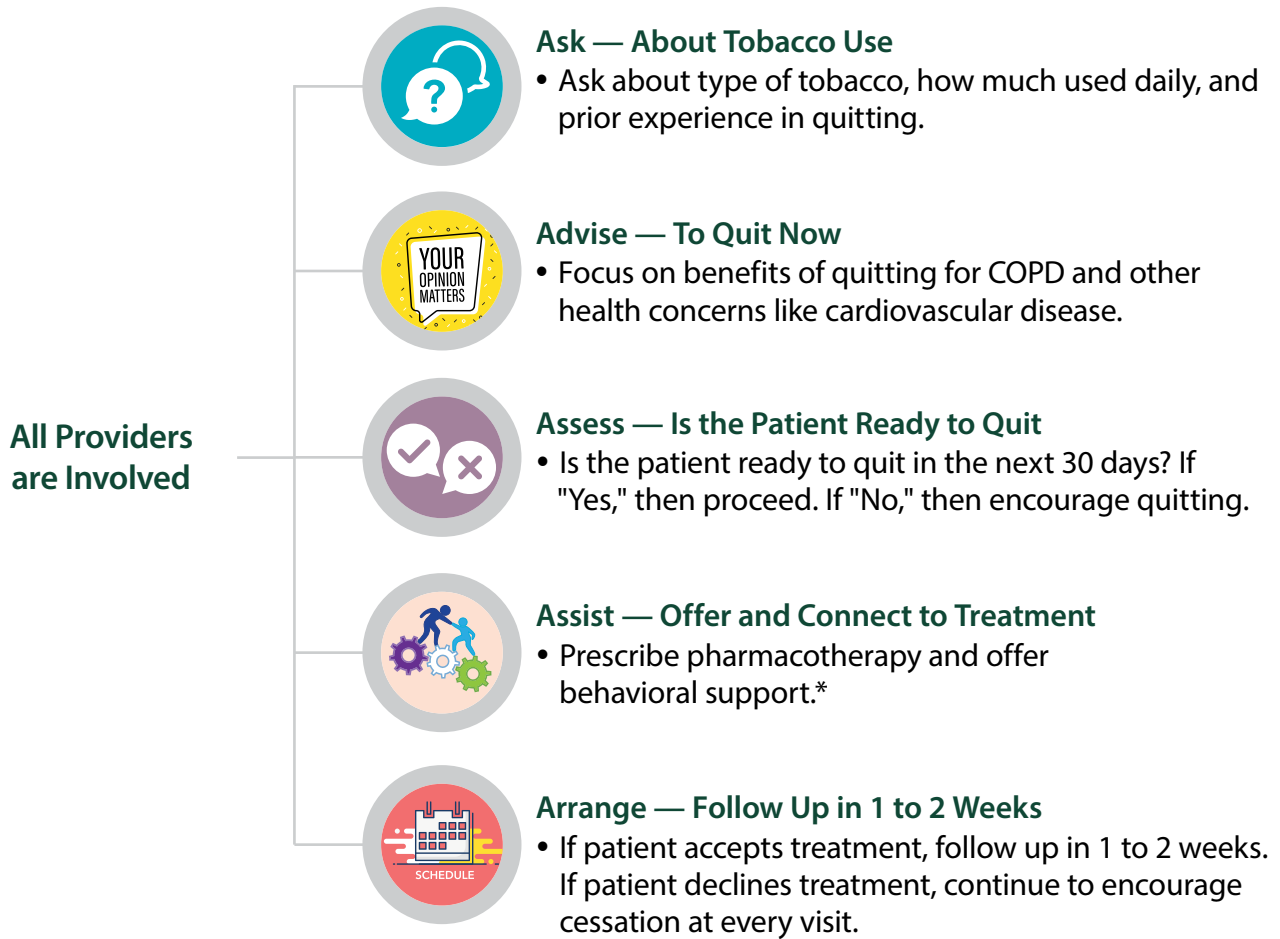 Ask — About Tobacco Use
• Ask about type of tobacco, how much used daily, and
prior experience in quitting.
?
YOUR
OPINION
MATTERS
Advise — To Quit Now
• Focus on benefits of quitting for COPD and other
health concerns like cardiovascular disease.
All Providers
are Involved
Assess — Is the Patient Ready to Quit
• Is the patient ready to quit in the next 30 days? If
"Yes," then proceed. If "No," then encourage quitting.
Assist — Offer and Connect to Treatment
• Prescribe pharmacotherapy and offer
behavioral support.*
SCHEDULE
Arrange — Follow Up in 1 to 2 Weeks
• If patient accepts treatment, follow up in 1 to 2 weeks.
If patient declines treatment, continue to encourage
cessation at every visit.